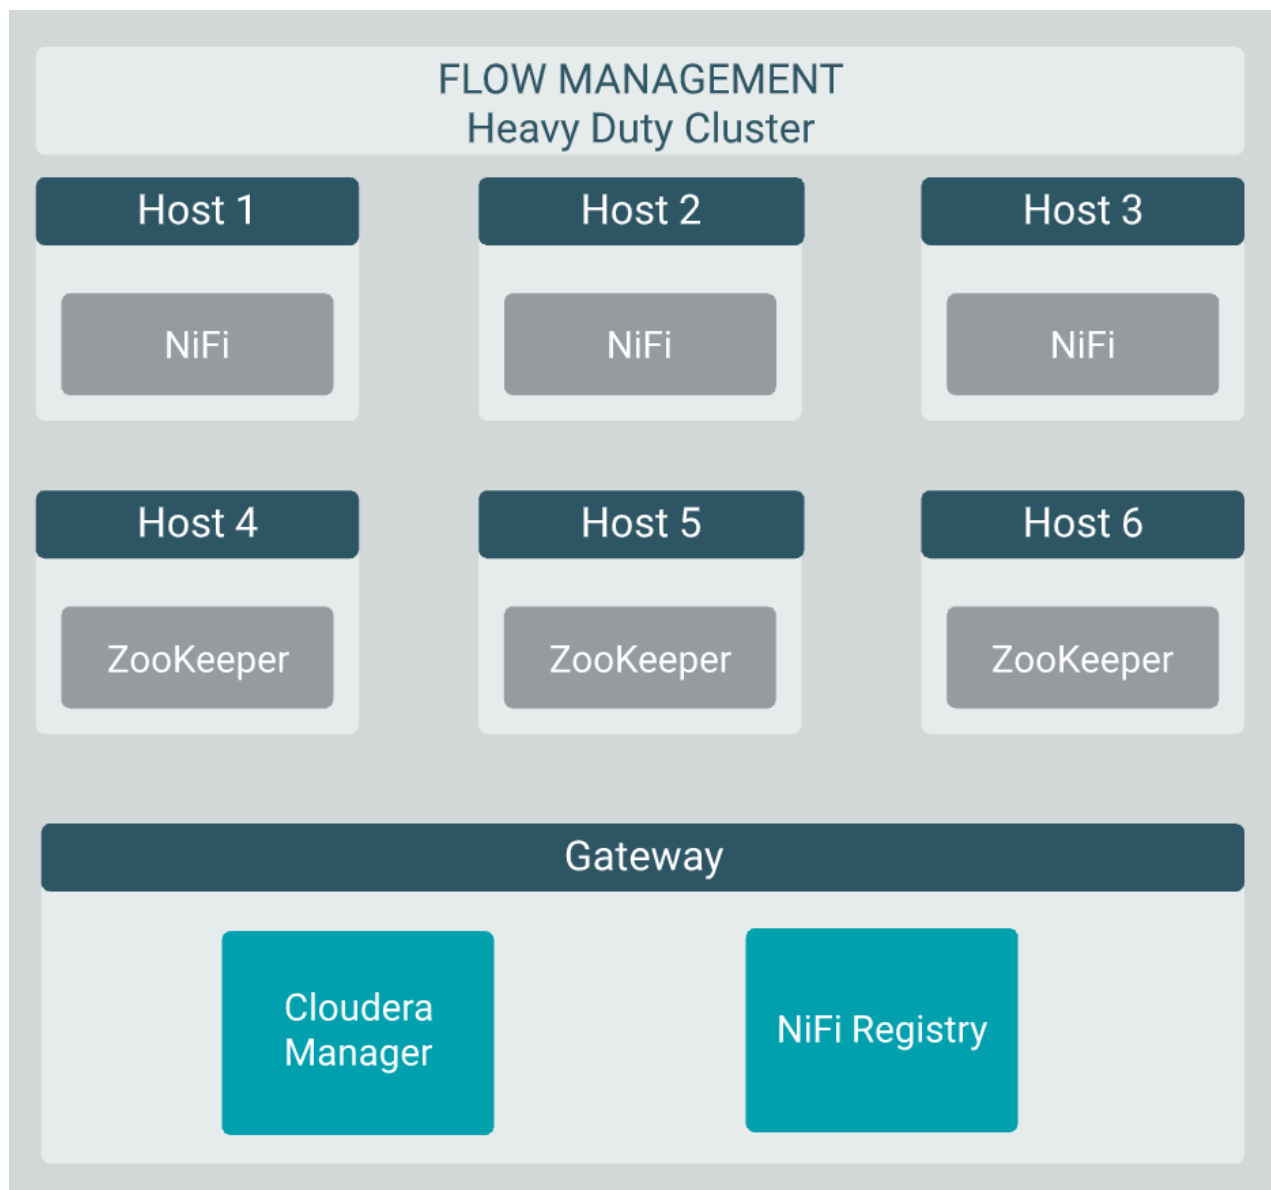 FLOW MANAGEMENT
Heavy Duty Cluster
Host 1
Host 2
Host 3
NiFi
NiFi
NiFi
Host 4
Host 5
Host 6
ZooKeeper
ZooKeeper
ZooKeeper
Gateway
Cloudera
Manager
NiFi Registry